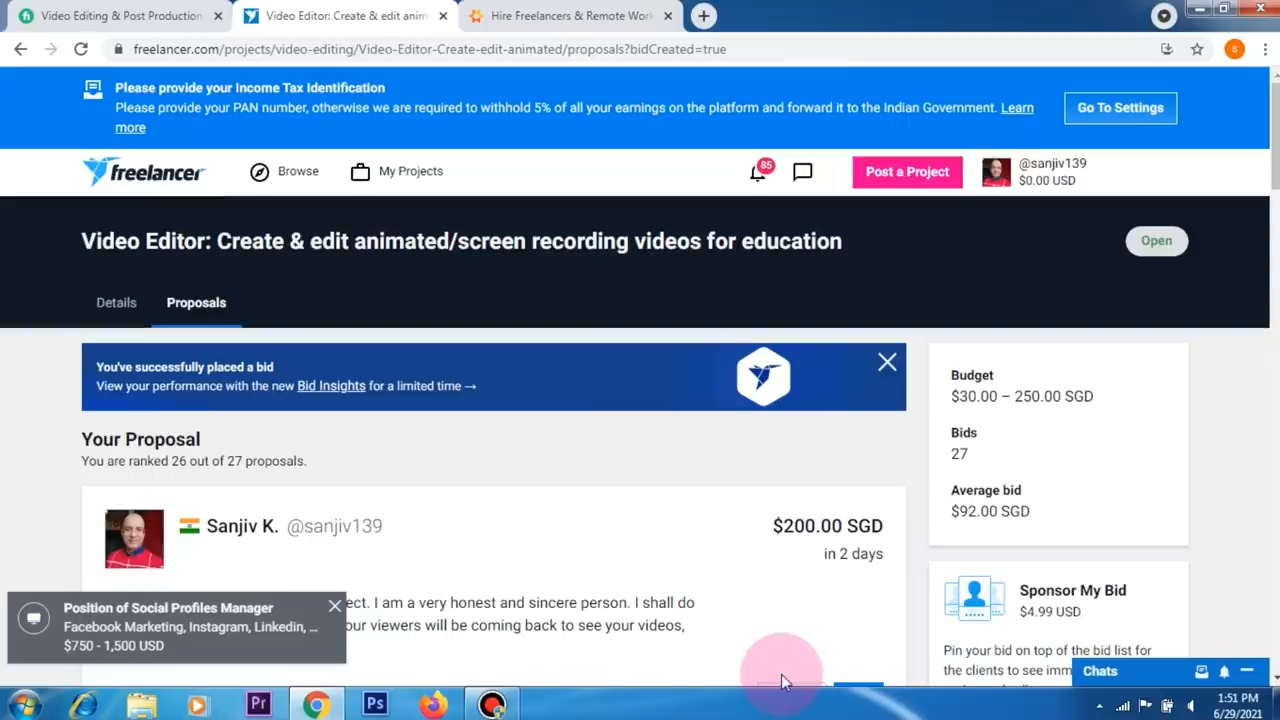 Video Editing & Post Production
Video Editor: Create & edit anim
Hire Freelancers & Remote Work
freelancer.com/projects/video-editing/Video-Editor-Create-edit-animated/proposals?bidCreated=true
S
Please provide your Income Tax Identification
Please provide your PAN number, otherwise we are required to withhold 5% of all your earnings on the platform and forward it to the Indian Government. Learn
more
Go To Settings
freelancer
Browse
My Projects
85
Post a Project
@sanjiv139
$0.00 USD
Video Editor: Create & edit animated/screen recording videos for education
Open
Details
Proposals
You've successfully placed a bid
View your performance with the new Bid Insights for a limited time →
Budget
$30.00 – 250.00 SGD
Bids
27
Average bid
$92.00 SGD
Your Proposal
You are ranked 26 out of 27 proposals.
Sanjiv K. @sanjiv139
$200.00 SGD
in 2 days
ect. I am a very honest and sincere person. I shall do
our viewers will be coming back to see your videos,
Position of Social Profiles Manager
Facebook Marketing, Instagram, Linkedin, ...
$750 - 1,500 USD
Sponsor My Bid
$4.99 USD
Pin your bid on top of the bid list for
the clients to see imm
Chats
Pr
Ps
1:51 PM
6/29/2021